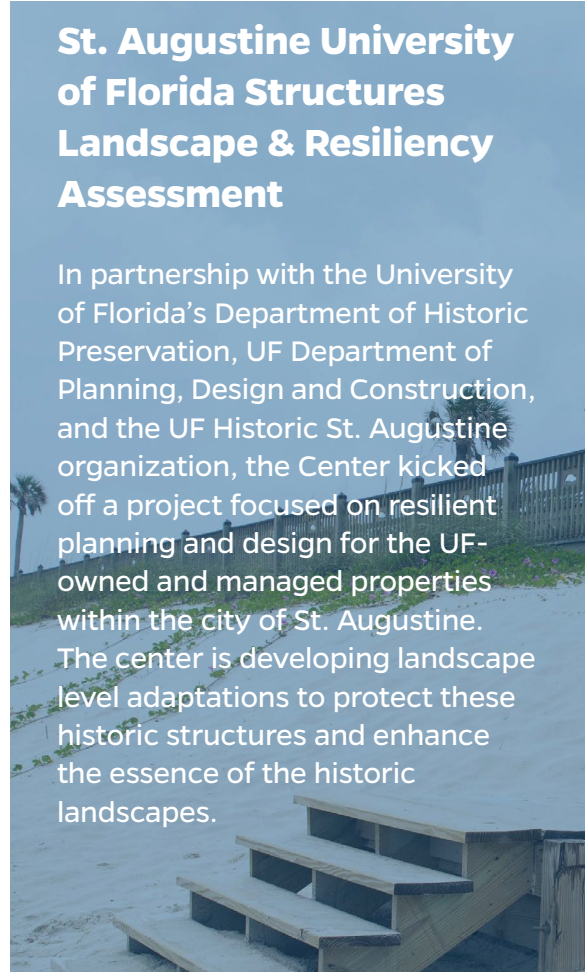 St. Augustine University
of Florida Structures
Landscape & Resiliency
Assessment
In partnership with the University
of Florida’s Department of Historic
Preservation, UF Department of
Planning, Design and Construction,
and the UF Historic St. Augustine
organization, the Center kicked
off a project focused on resilient
planning and design for the UF-
owned and managed properties
within the city of St. Augustine.
The center is developing landscape
level adaptations to protect these
historic structures and enhance
the essence of the historic
landscapes.